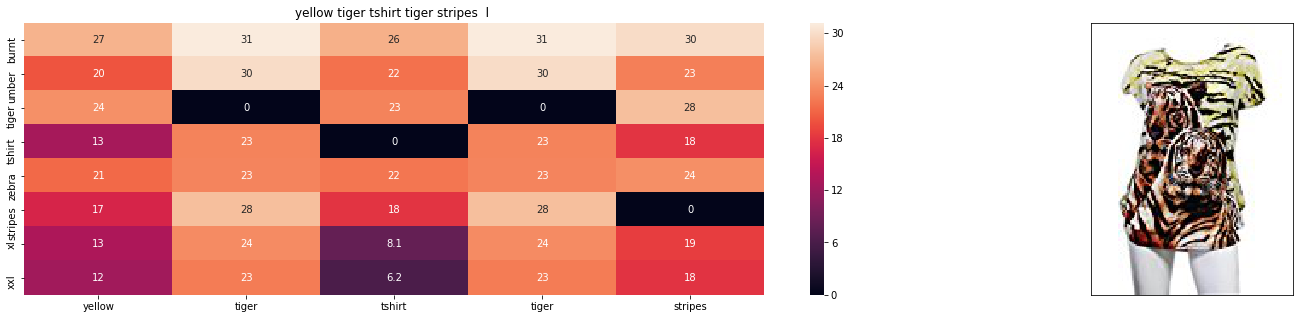 yellow tiger tshirt tiger stripes l
burnt 27 31 26 31 30
umber 20 30 22 30 23
tiger 24 0 23 0 28
tshirt 13 23 0 23 18
zebra 21 23 22 23 24
stripes 17 28 18 28 0
xl 13 24 8.1 24 19
xxl 12 23 6.2 23 18
yellow tiger tshirt tiger stripes
30
24
18
12
6
0